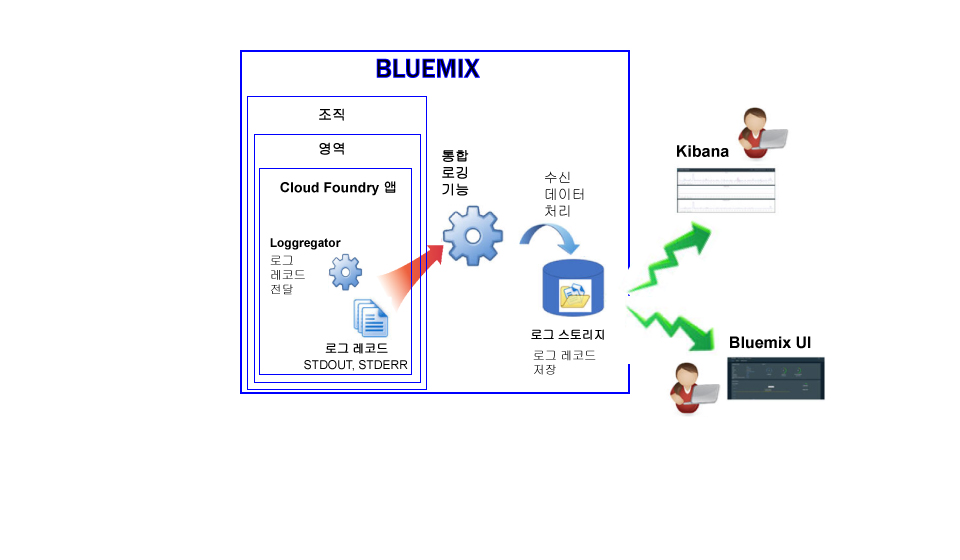 BLUEMIX
조직
영역
Cloud Foundry 앱
Loggregator
로그
레코드
전달
로그 레코드
STDOUT, STDERR
통합
로깅
기능
수신
데이터
처리
로그 스토리지
로그 레코드
저장
Kibana
Bluemix UI